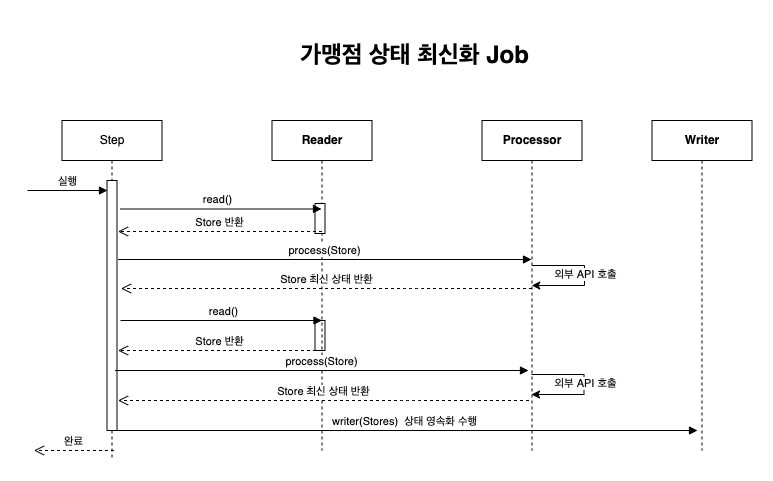 가맹점 상태 최신화 Job
Step
Reader
Processor
Writer
실행
read()
Store 반환
process(Store)
외부 API 호출
Store 최신 상태 반환
read()
Store 반환
process(Store)
외부 API 호출
Store 최신 상태 반환
writer(Stores) 상태 영속화 수행
완료